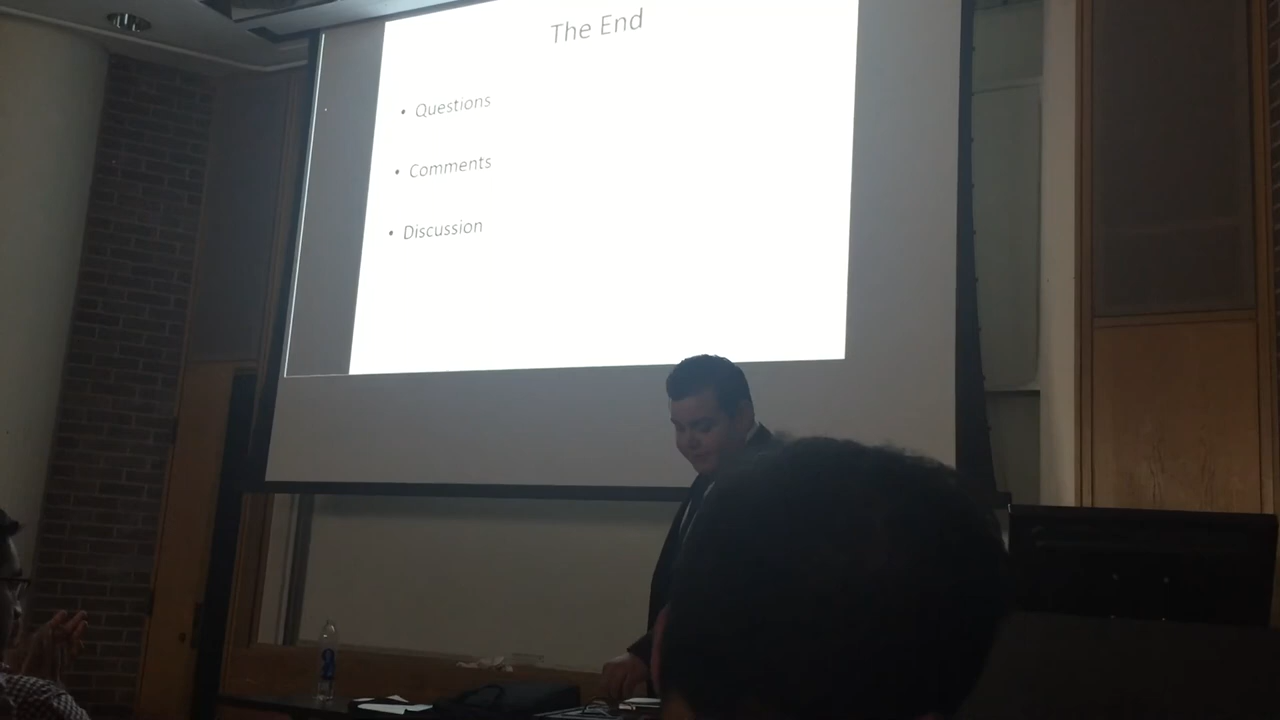 The End
• Questions
• Comments
• Discussion